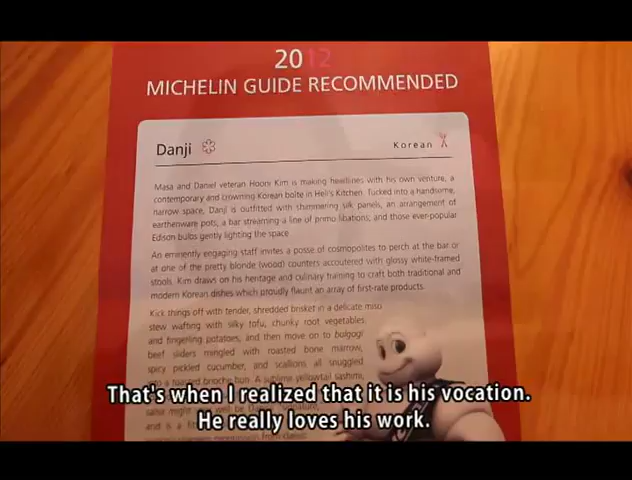 2012
MICHELIN GUIDE RECOMMENDED
Danji
Korean
Masa and Daniel veteran Hooni Kim is making headlines with his own venture, a
contemporary and crowning Korean boîte in Hell's Kitchen. Tucked into a handsome,
narrow space, Danji is outfitted with shimmering silk panels, an arrangement of
earthenware pots, a bar streaming a line of primo libations; and those ever-popular
Edison bulbs gently lighting the space.
An eminently engaging staff invites a posse of cosmopolites to perch at the bar or
at one of the pretty blonde (wood) counters accoutered with glossy white-framed
stools. Kim draws on his heritage and culinary training to craft both traditional and
modern Korean dishes which proudly flaunt an array of first-rate products.
Kick things off with tender, shredded brisket in a delicate miso
stew wafting with silky tofu, chunky root vegetables
and fingerling potatoes; and then move on to bulgogi
beef sliders mingled with roasted bone marrow,
spicy pickled cucumber, and scallions all snuggled
toasted brioche bun. A sublime yellowtail sashimi,
That's when I realized that it is his vocation.
He really loves his work.